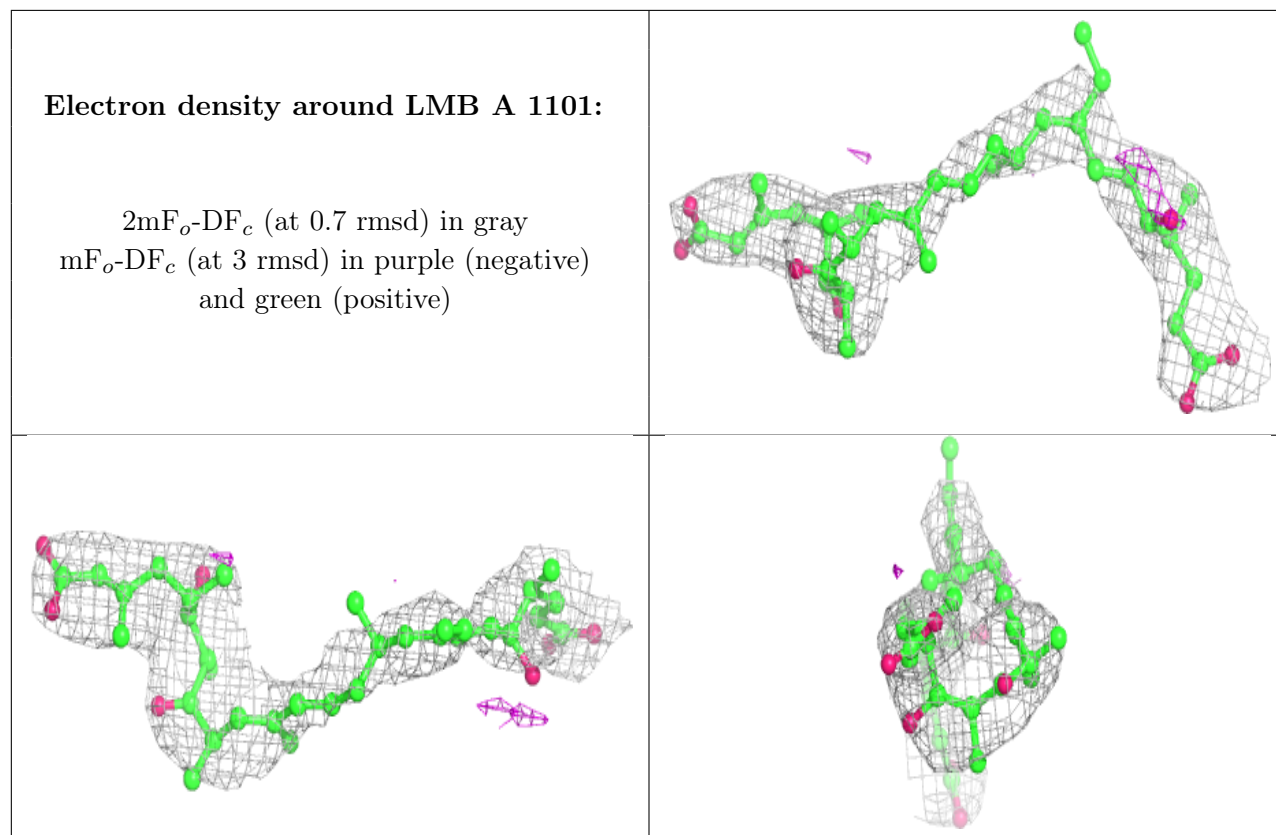 Electron density around LMB A 1101:
2mFₒ-DF𝒸 (at 0.7 rmsd) in gray
mFₒ-DF𝒸 (at 3 rmsd) in purple (negative)
and green (positive)